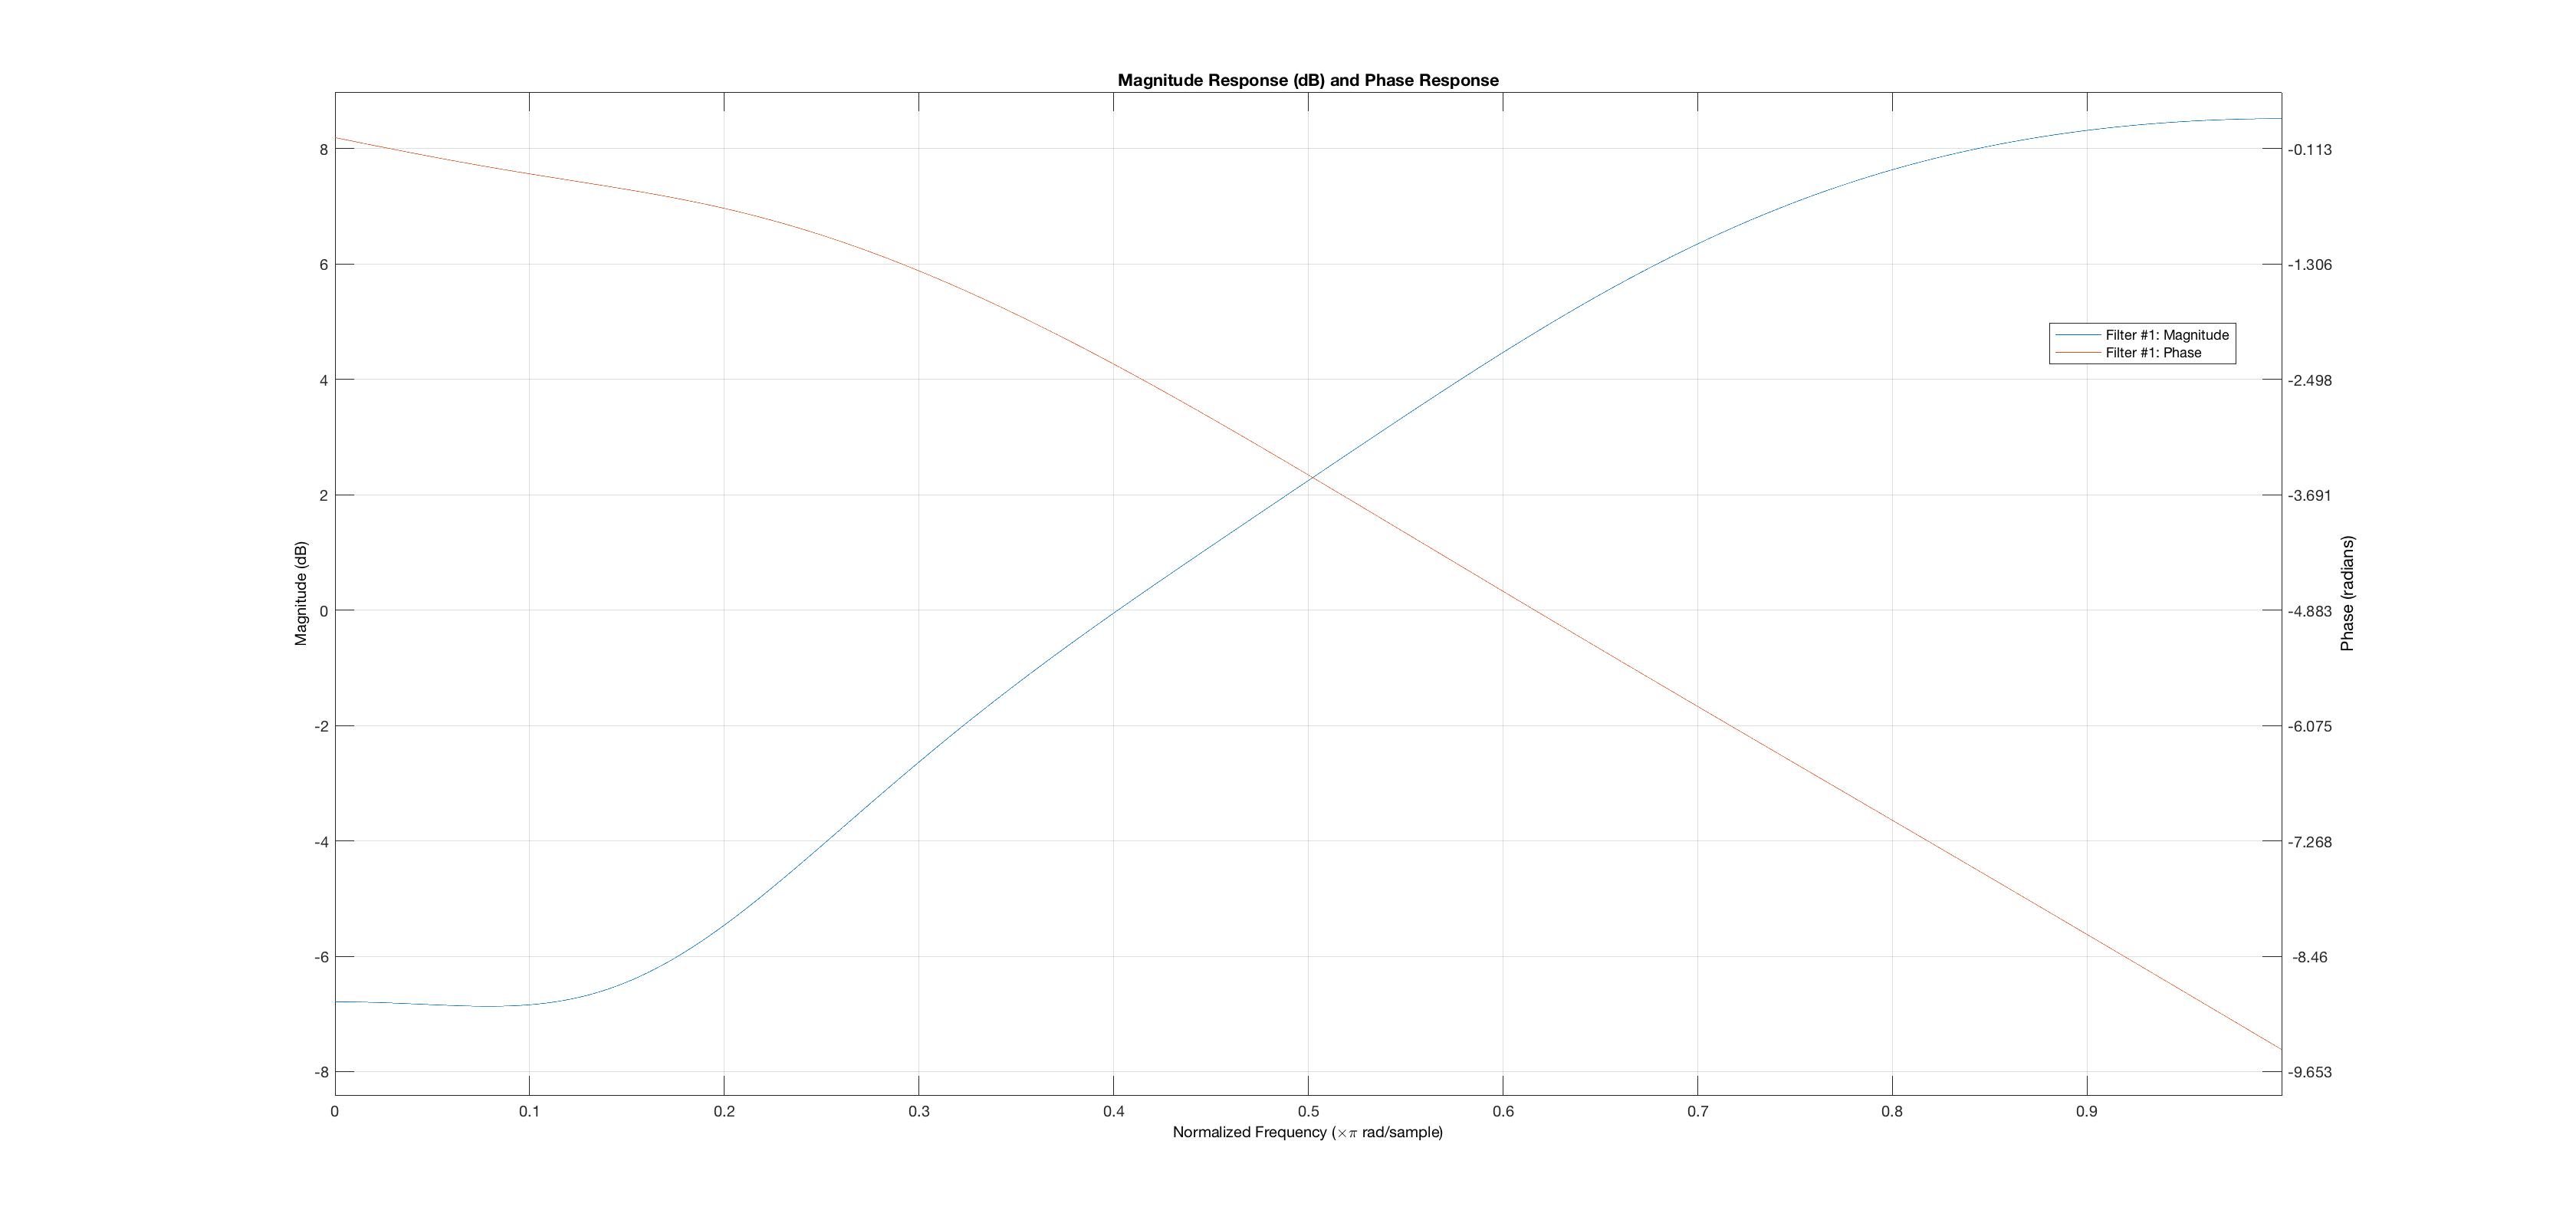 Magnitude Response (dB) and Phase Response
8
6
4
2
0
-2
-4
-6
-8
Magnitude (dB)
-0.113
-1.306
-2.498
-3.691
-4.883
-6.075
-7.268
-8.46
-9.653
Phase (radians)
Filter #1: Magnitude
Filter #1: Phase
0 0.1 0.2 0.3 0.4 0.5 0.6 0.7 0.8 0.9
Normalized Frequency (×π rad/sample)